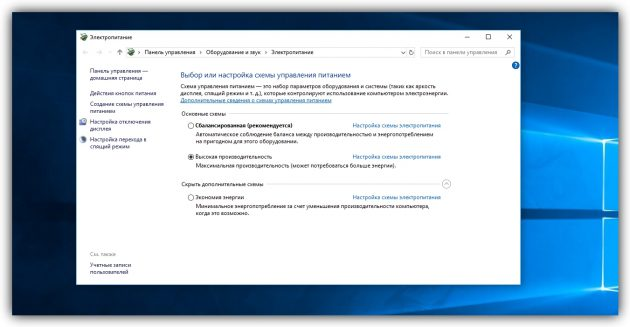 Электропитание
Панель управления › Оборудование и звук › Электропитание
Поиск в панели управления
Панель управления —
домашняя страница
Действия кнопок питания
Создание схемы управления
питанием
Настройка отключения
дисплея
Настройка перехода в
спящий режим
См. также
Учетные записи
пользователей
Выбор или настройка схемы управления питанием
Схема управления питанием — это набор параметров оборудования и системы (таких как яркость
дисплея, спящий режим и т. д.), которые контролируют использование компьютером электроэнергии.
Дополнительные сведения о схемах управления питанием
Основные схемы
Сбалансированная (рекомендуется) Настройка схемы электропитания
Автоматическое соблюдение баланса между производительностью и энергопотреблением
на пригодном для этого оборудовании.
Высокая производительность Настройка схемы электропитания
Максимальная производительность (может потребоваться больше энергии).
Скрыть дополнительные схемы
Экономия энергии Настройка схемы электропитания
Минимальное энергопотребление за счет уменьшения производительности компьютера,
когда это возможно.